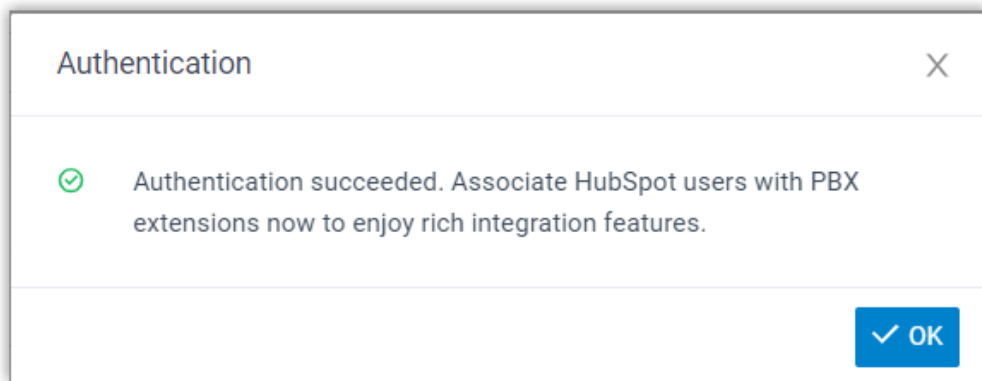 Authentication
Authentication succeeded. Associate HubSpot users with PBX
extensions now to enjoy rich integration features.
OK